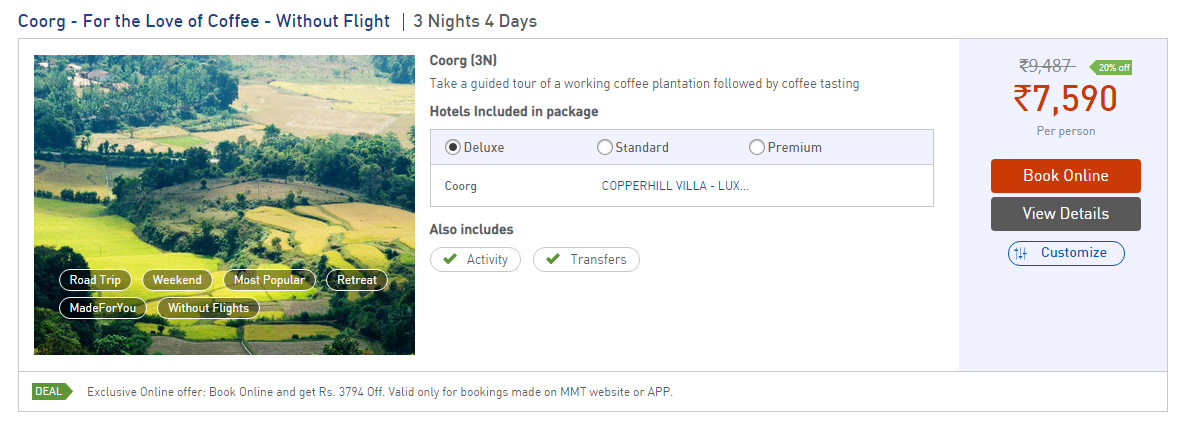 Coorg - For the Love of Coffee - Without Flight | 3 Nights 4 Days
Coorg (3N)
Take a guided tour of a working coffee plantation followed by coffee tasting
Hotels Included in package
Deluxe Standard Premium
Coorg COPPERHILL VILLA - LUX...
Also includes
Activity Transfers
Road Trip Weekend Most Popular Retreat
MadeForYou Without Flights
₹9,487 20% off
₹7,590
Per person
Book Online
View Details
Customize
DEAL Exclusive Online offer: Book Online and get Rs. 3794 Off. Valid only for bookings made on MMT website or APP.